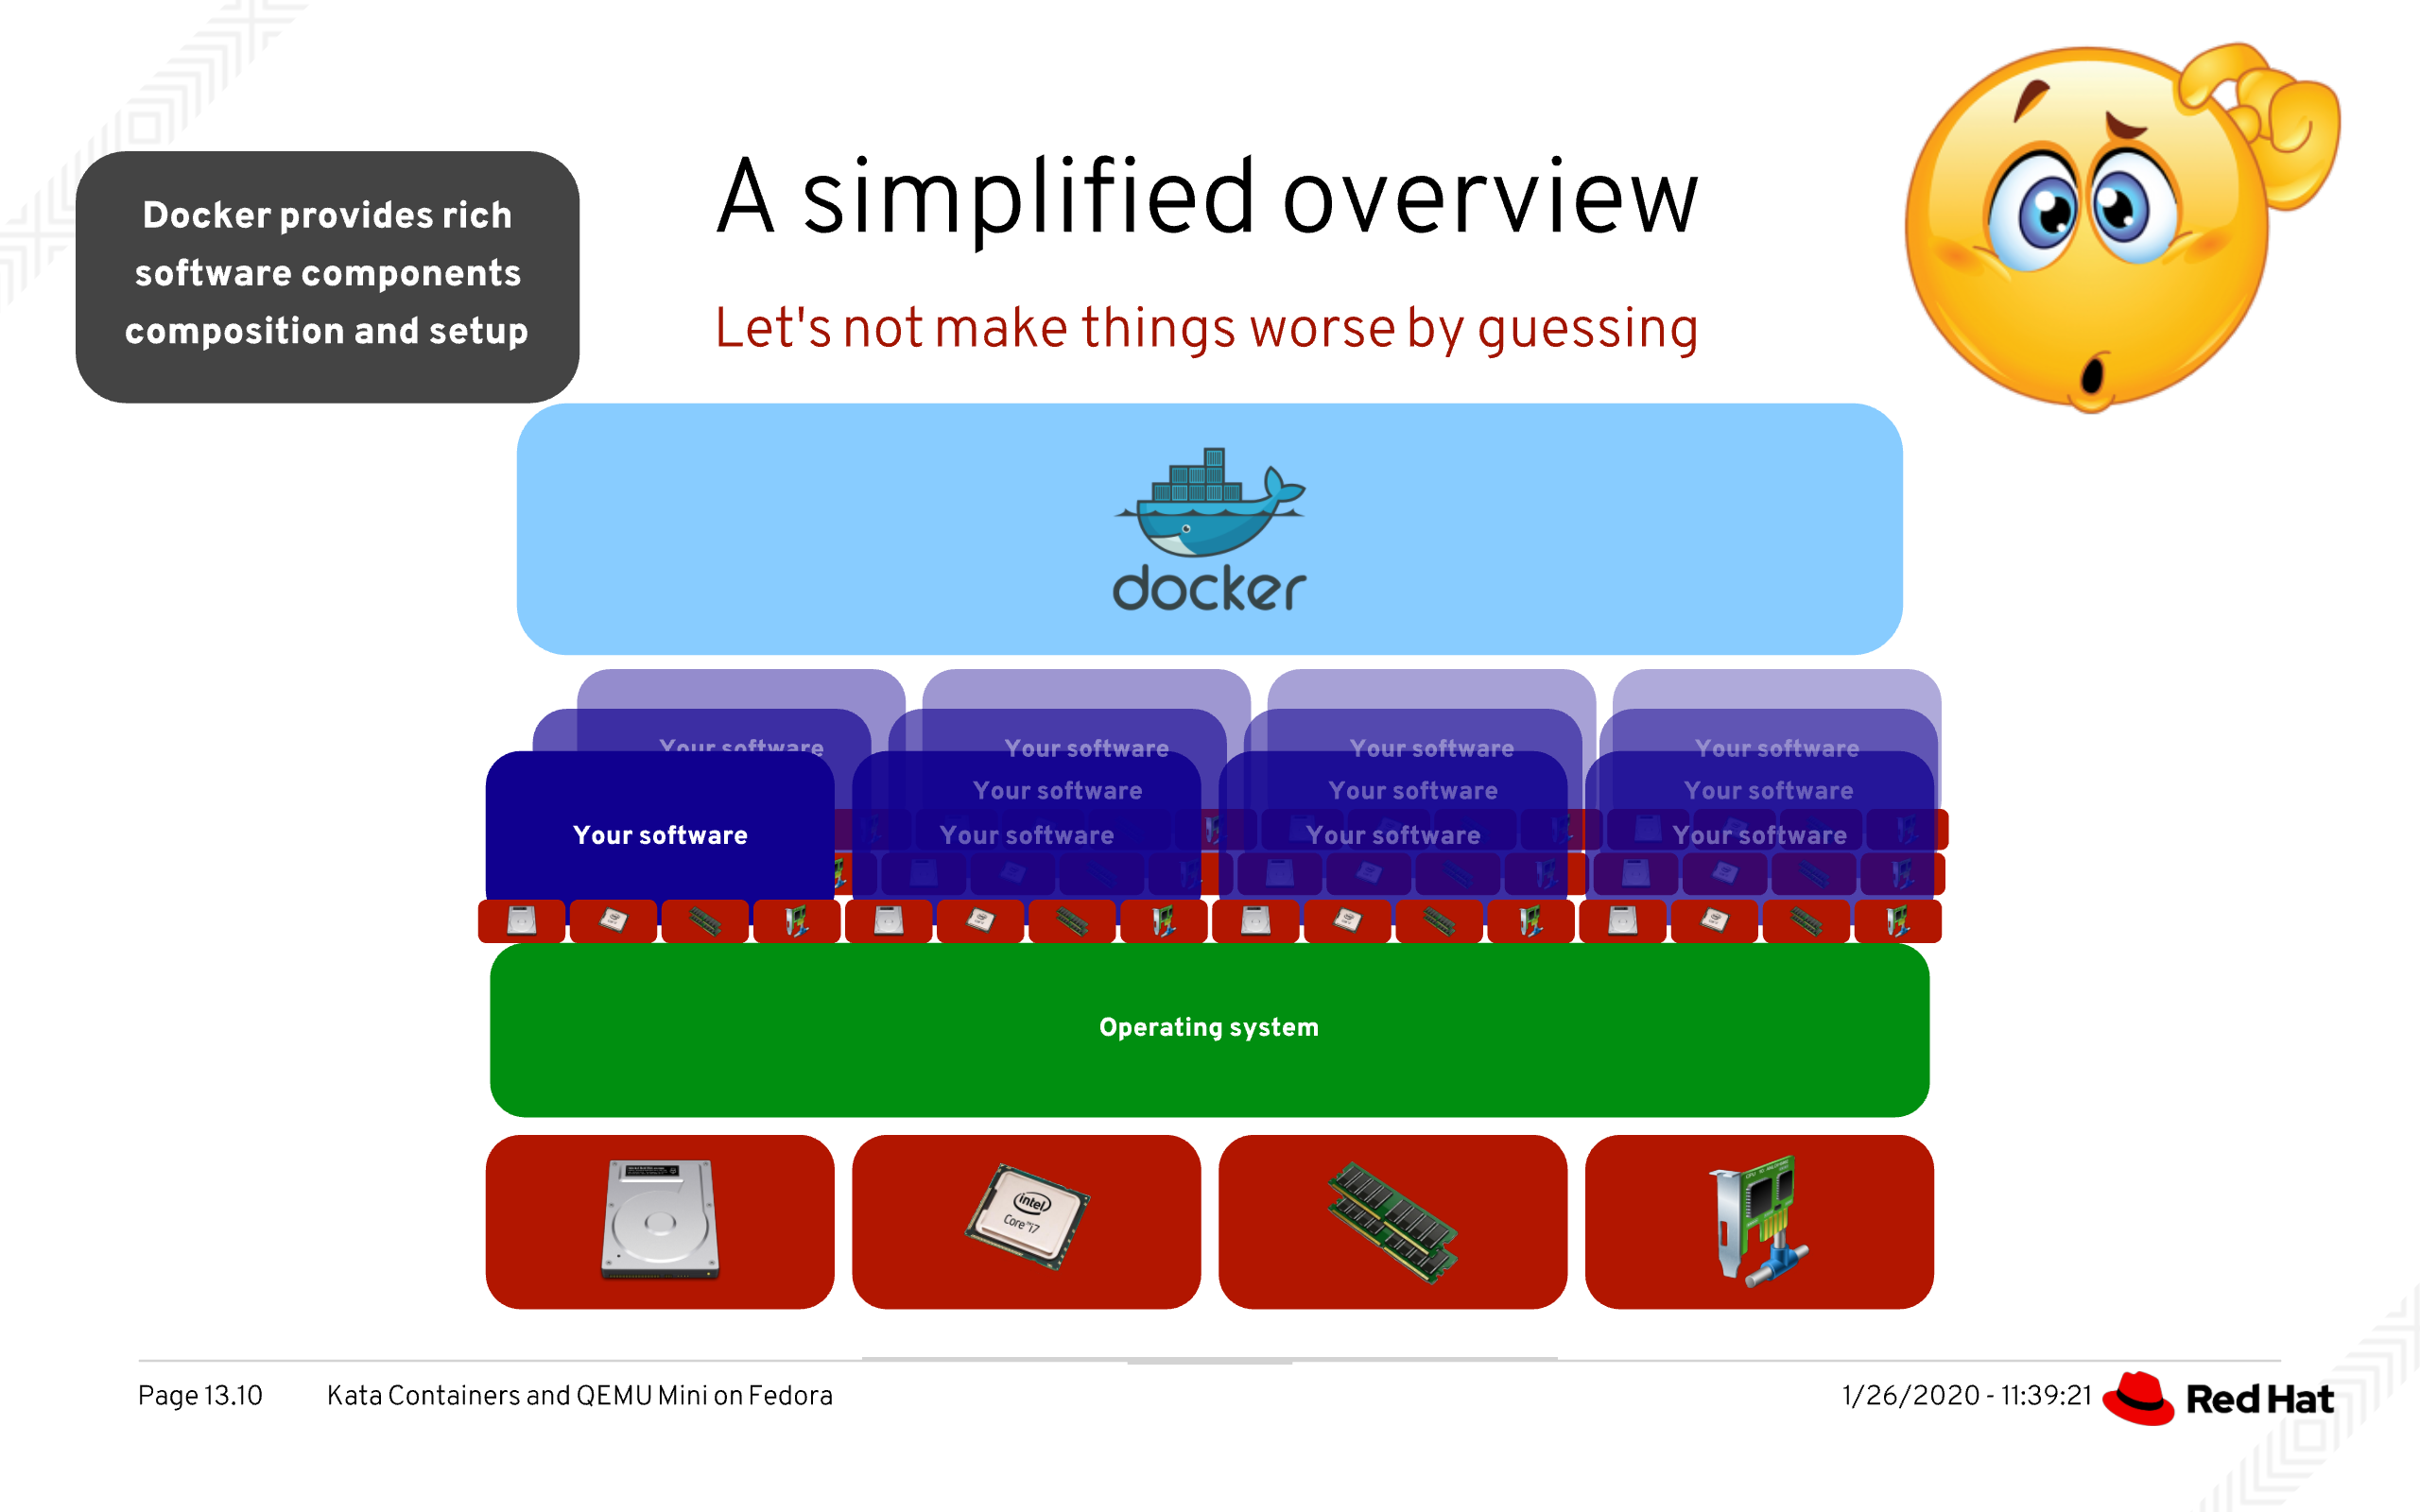 Docker provides rich
software components
composition and setup
A simplified overview
Let's not make things worse by guessing
docker
Your software
Your software
Your software
Your software
Your software
Your software
Your software
Your software
Your software
Your software
Your software
Operating system
intel
Core i7
Page 13.10
Kata Containers and QEMU Mini on Fedora
1/26/2020 - 11:39:21
Red Hat